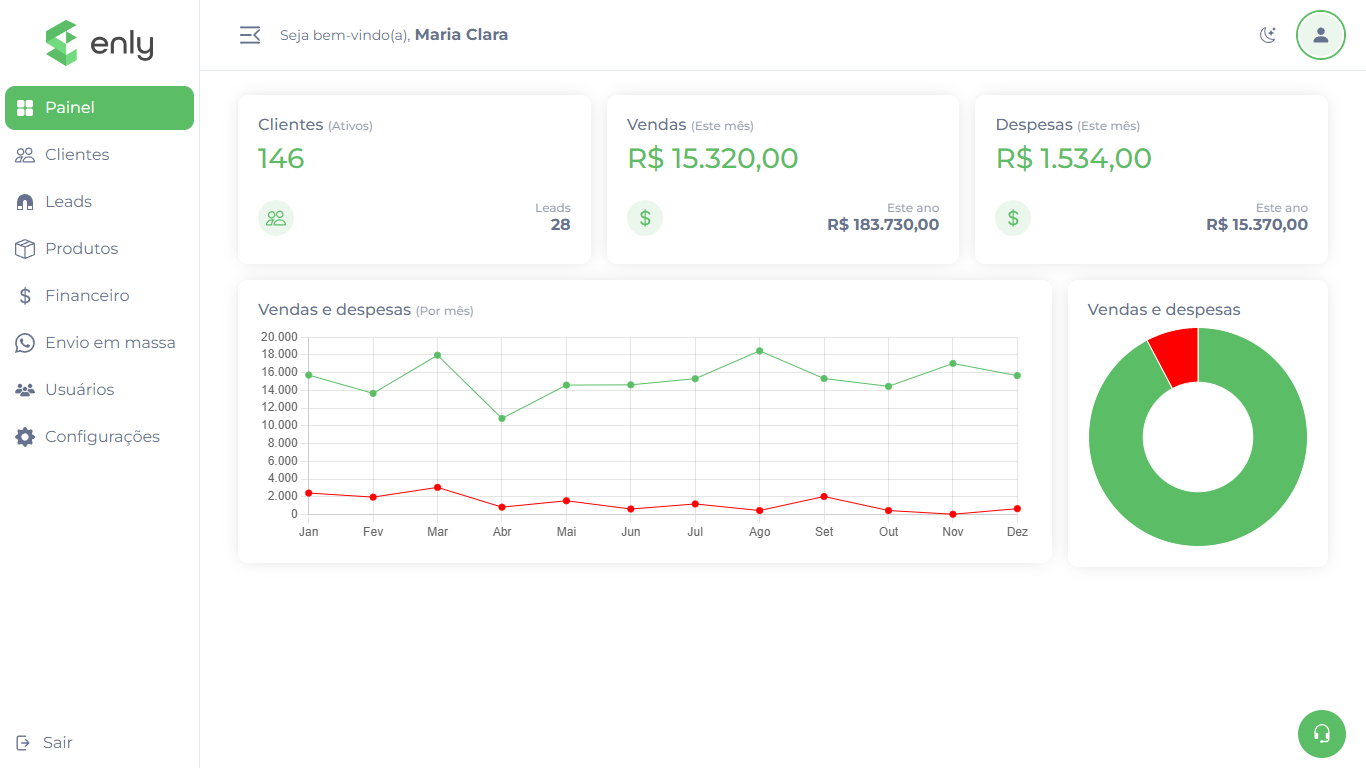 enly
Seja bem-vindo(a), Maria Clara
Painel
Clientes
Leads
Produtos
Financeiro
Envio em massa
Usuários
Configurações
Sair
Clientes (Ativos)
146
Leads
28
Vendas (Este mês)
R$ 15.320,00
$
Este ano
R$ 183.730,00
Despesas (Este mês)
R$ 1.534,00
$
Este ano
R$ 15.370,00
Vendas e despesas (Por mês)
20.000
18.000
16.000
14.000
12.000
10.000
8.000
6.000
4.000
2.000
0
Jan Fev Mar Abr Mai Jun Jul Ago Set Out Nov Dez
Vendas e despesas